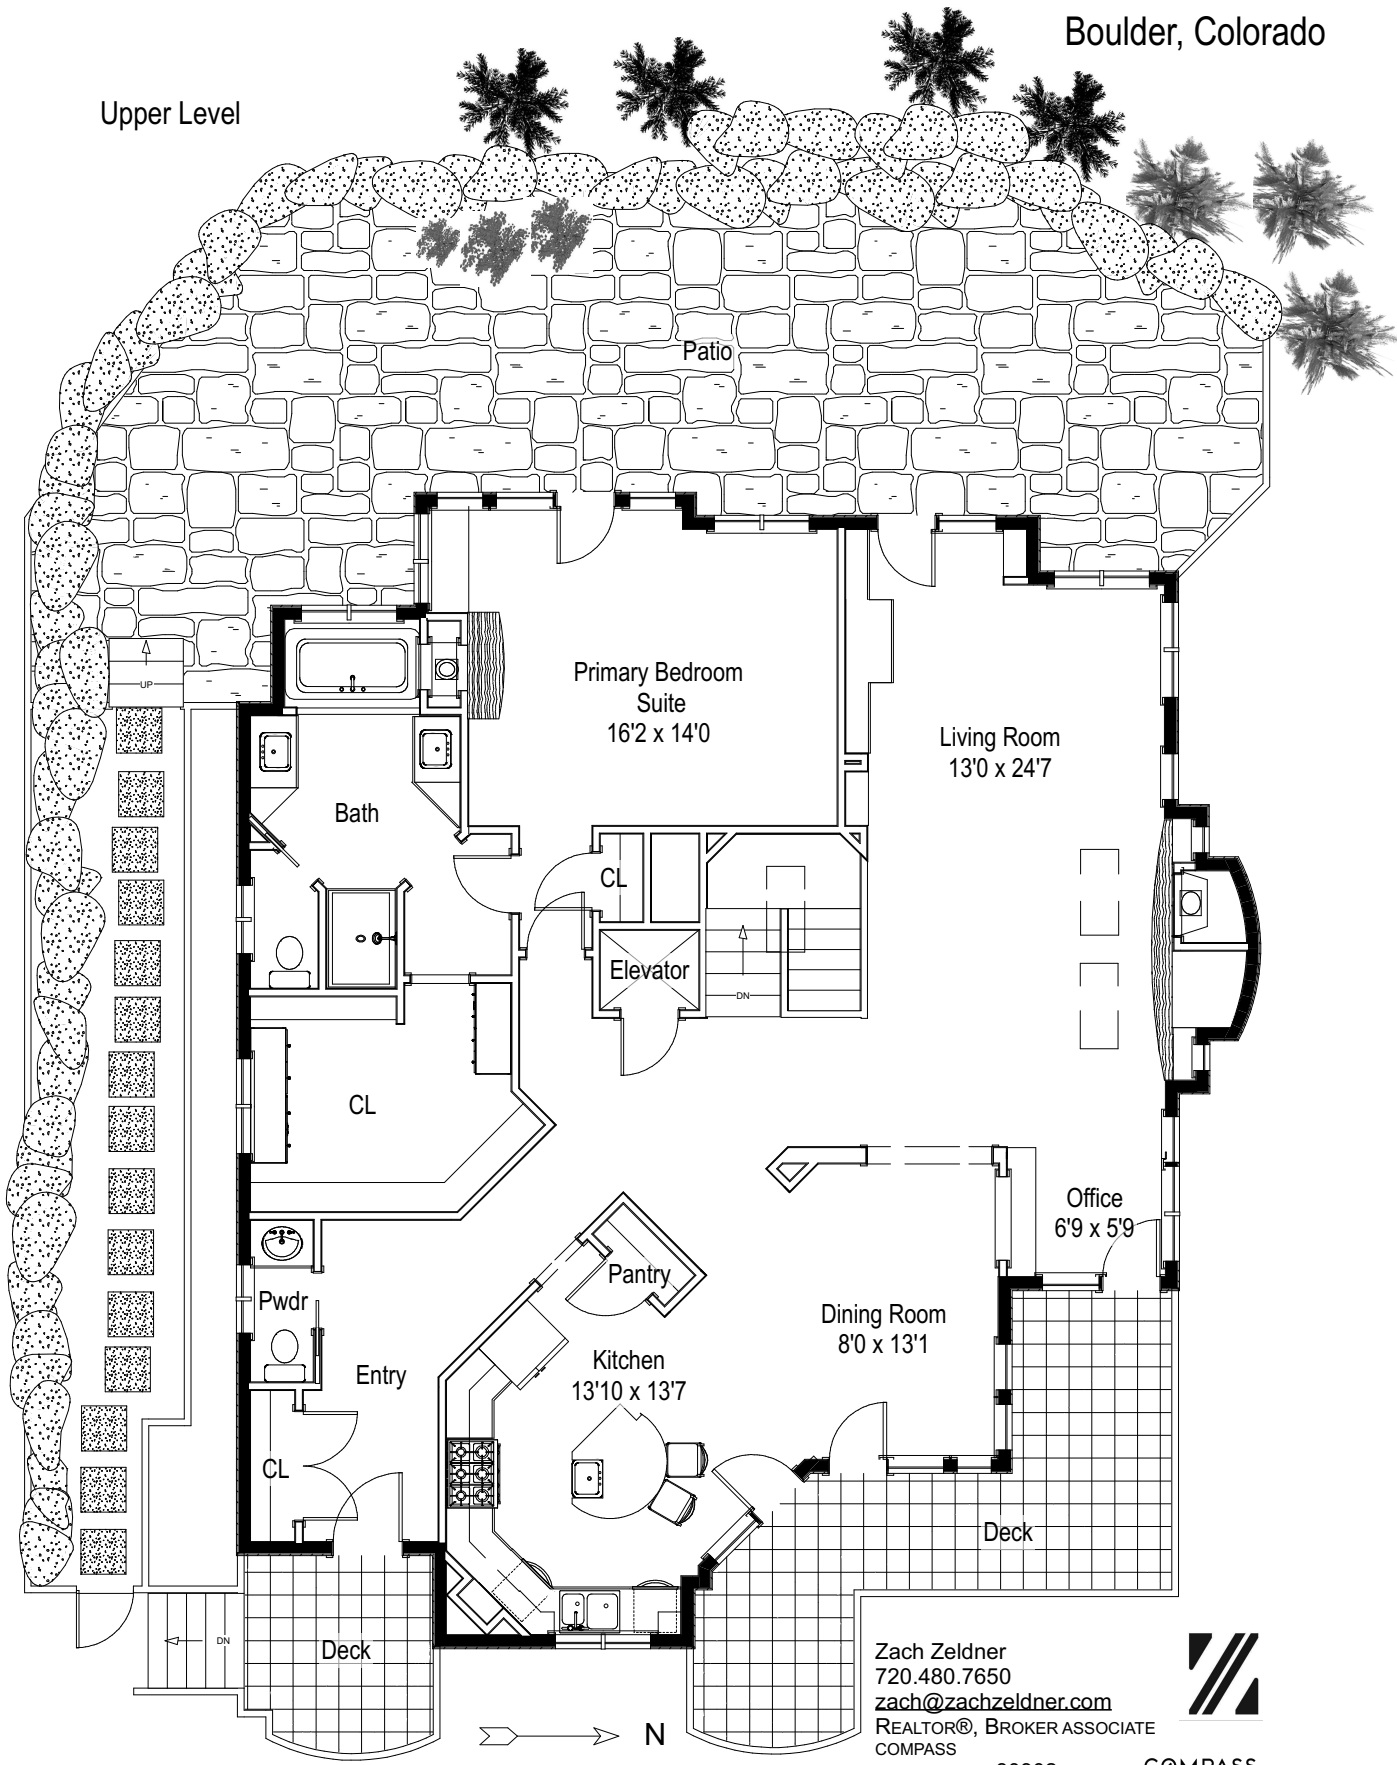 Boulder, Colorado
Upper Level
Patio
UP
Primary Bedroom
Suite
16'2 x 14'0
Living Room
13'0 x 24'7
Bath
CL
Elevator
DN
CL
Office
6'9 x 5'9
Pantry
Pwdr
Dining Room
8'0 x 13'1
Entry
Kitchen
13'10 x 13'7
CL
Deck
DN
Deck
N
Zach Zeldner
720.480.7650
zach@zachzeldner.com
REALTOR®, BROKER ASSOCIATE
COMPASS
COMPASS